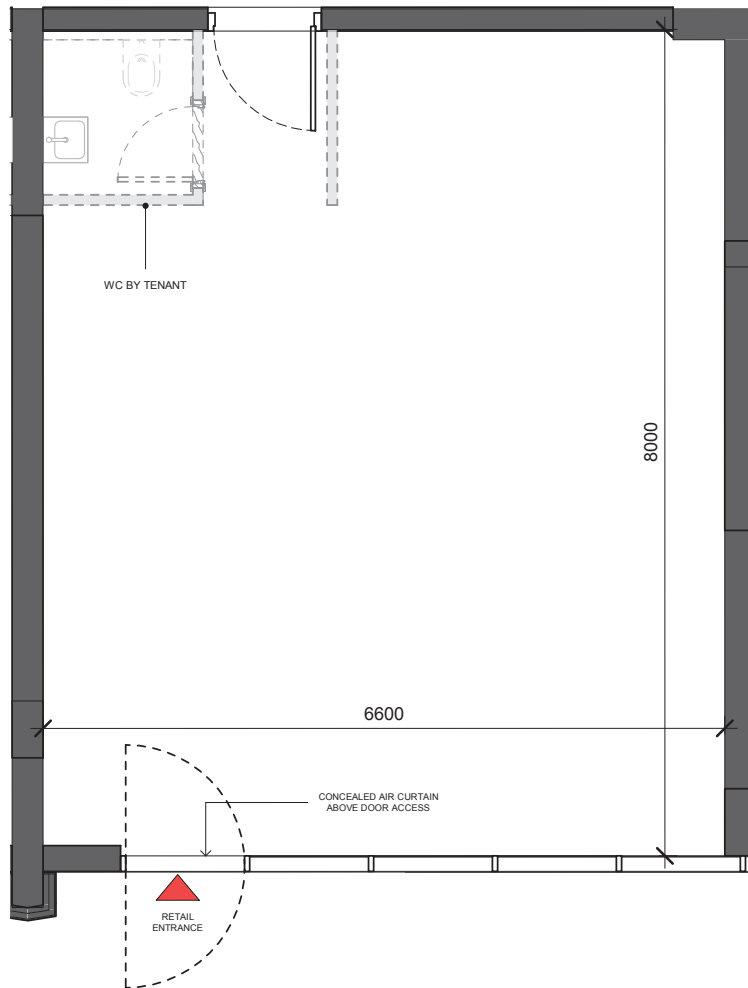 WC BY TENANT
8000
6600
CONCEALED AIR CURTAIN
ABOVE DOOR ACCESS
RETAIL
ENTRANCE